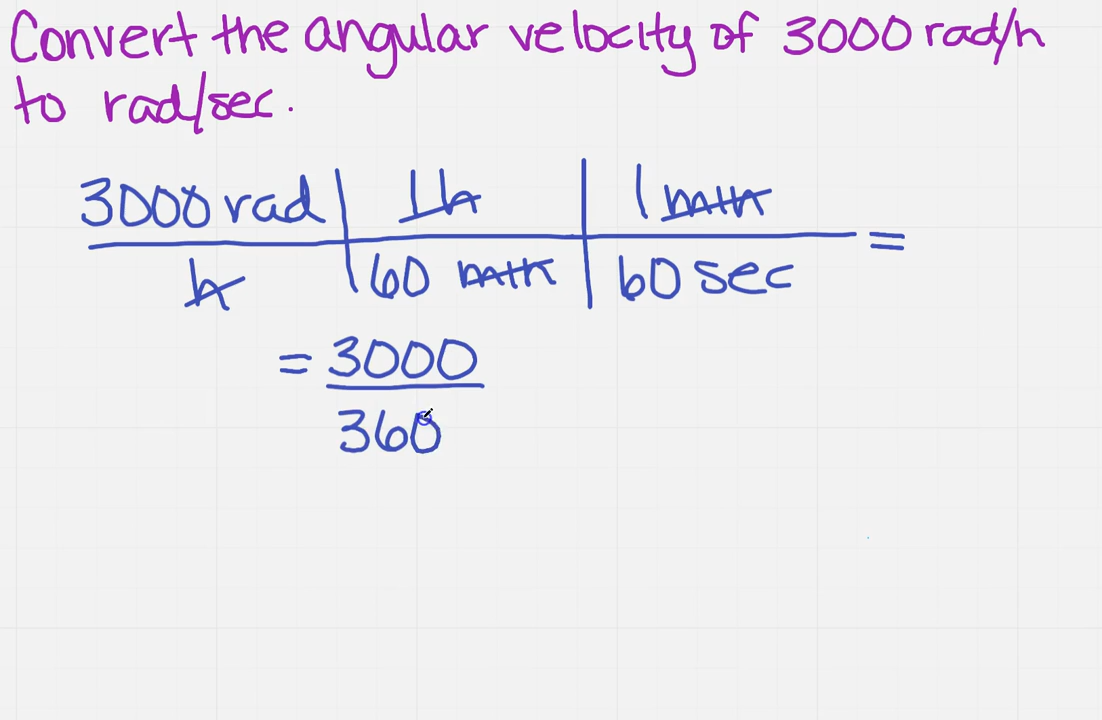 Convert the angular velocity of 3000 rad/h
to rad/sec.
3000 rad | 1 h | 1 min =
h | 60 min | 60 sec
= 3000
360